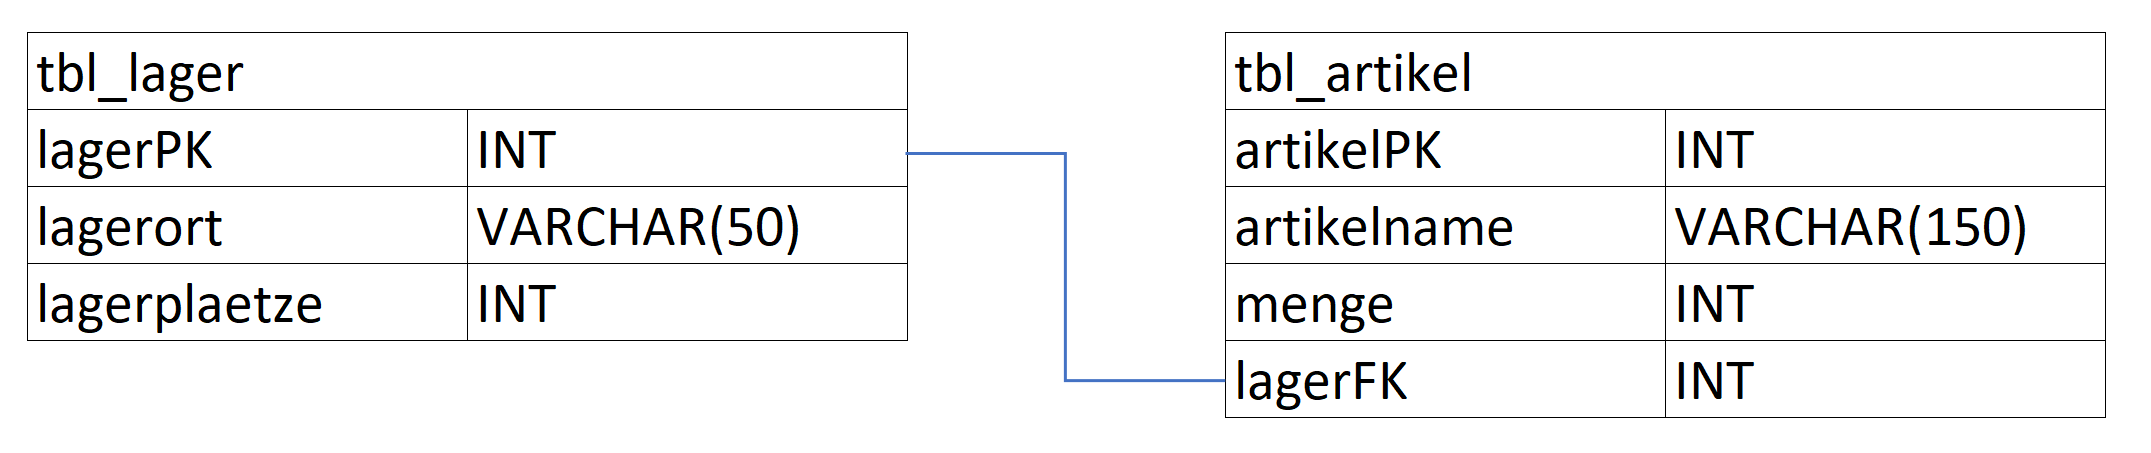 tbl_lager
lagerPK INT
lagerort VARCHAR(50)
lagerplaetze INT
tbl_artikel
artikelPK INT
artikelname VARCHAR(150)
menge INT
lagerFK INT